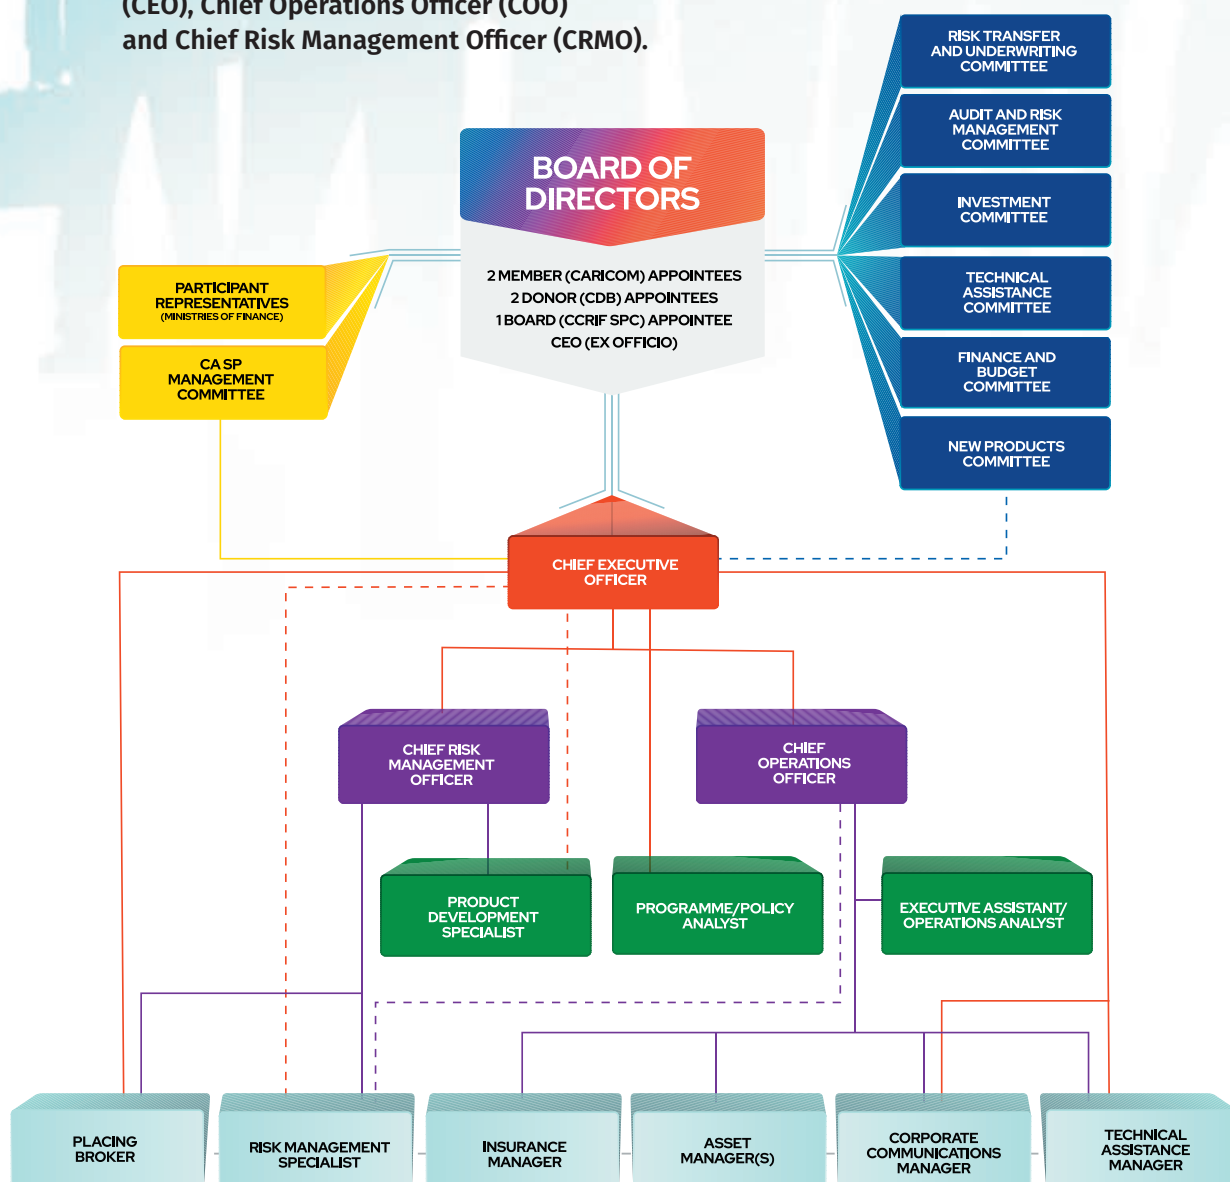 (CEO), Chief Operations Officer (COO)
and Chief Risk Management Officer (CRMO).
RISK TRANSFER
AND UNDERWRITING
COMMITTEE
AUDIT AND RISK
MANAGEMENT
COMMITTEE
INVESTMENT
COMMITTEE
TECHNICAL
ASSISTANCE
COMMITTEE
FINANCE AND
BUDGET
COMMITTEE
NEW PRODUCTS
COMMITTEE
BOARD OF
DIRECTORS
2 MEMBER (CARICOM) APPOINTEES
2 DONOR (CDB) APPOINTEES
1 BOARD (CCRIF SPC) APPOINTEE
CEO (EX OFFICIO)
PARTICIPANT
REPRESENTATIVES
(MINISTRIES OF FINANCE)
CA SP
MANAGEMENT
COMMITTEE
CHIEF EXECUTIVE
OFFICER
CHIEF RISK
MANAGEMENT
OFFICER
CHIEF
OPERATIONS
OFFICER
PRODUCT
DEVELOPMENT
SPECIALIST
PROGRAMME/POLICY
ANALYST
EXECUTIVE ASSISTANT/
OPERATIONS ANALYST
PLACING
BROKER
RISK MANAGEMENT
SPECIALIST
INSURANCE
MANAGER
ASSET
MANAGER(S)
CORPORATE
COMMUNICATIONS
MANAGER
TECHNICAL
ASSISTANCE
MANAGER